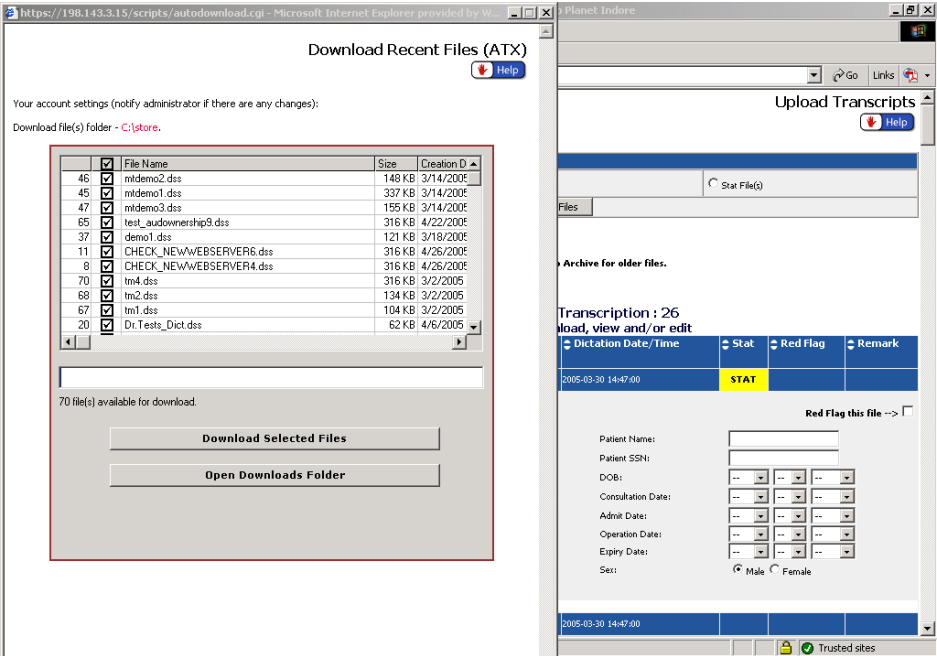 https://198.143.3.15/scripts/autodownload.cgi - Microsoft Internet Explorer provided by W...
Download Recent Files (ATX)
Help
Your account settings (notify administrator if there are any changes):
Download file(s) folder - C:\store.
File Name Size Creation D
46 mtdemo2.dss 148 KB 3/14/2005
45 mtdemo1.dss 337 KB 3/14/2005
47 mtdemo3.dss 155 KB 3/14/2005
65 test_audownership9.dss 316 KB 4/22/2005
37 demo1.dss 121 KB 3/18/2005
11 CHECK_NEWWEBSERVER6.dss 316 KB 4/26/2005
8 CHECK_NEWWEBSERVER4.dss 316 KB 4/26/2005
70 tm4.dss 316 KB 3/2/2005
68 tm2.dss 134 KB 3/2/2005
67 tm1.dss 104 KB 3/2/2005
20 Dr.Tests_Dict.dss 62 KB 4/6/2005
70 file(s) available for download.
Download Selected Files
Open Downloads Folder
Planet Indore
Go Links
Upload Transcripts
Help
Stat File(s)
Files
Archive for older files.
Transcription : 26
load, view and/or edit
Dictation Date/Time Stat Red Flag Remark
2005-03-30 14:47:00 STAT
Red Flag this file -->
Patient Name:
Patient SSN:
DOB: -- -- --
Consultation Date: -- -- --
Admit Date: -- -- --
Operation Date: -- -- --
Expiry Date: -- -- --
Sex: Male Female
2005-03-30 14:47:00
Trusted sites